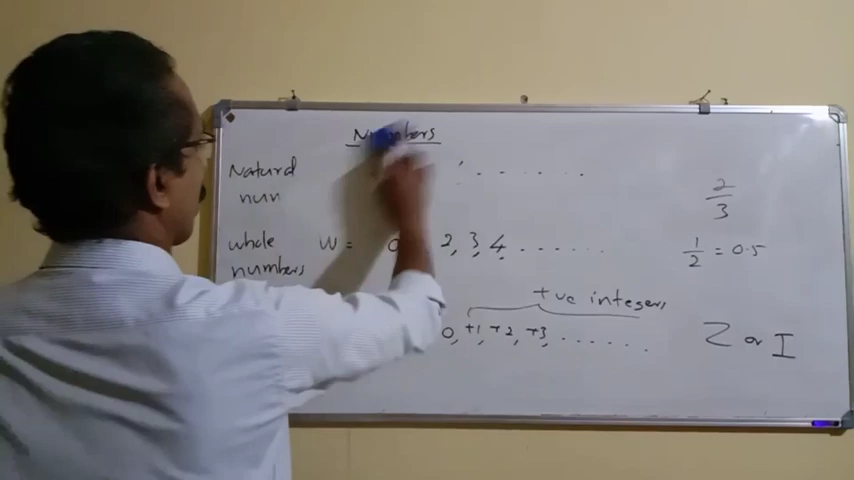 Numbers
Natural . . . . . .
num
2
3
whole W = 0 2, 3, 4. . . . . . .
numbers
1/2 = 0.5
+ve integers
0, +1, +2, +3, . . . . . . .
Z or I